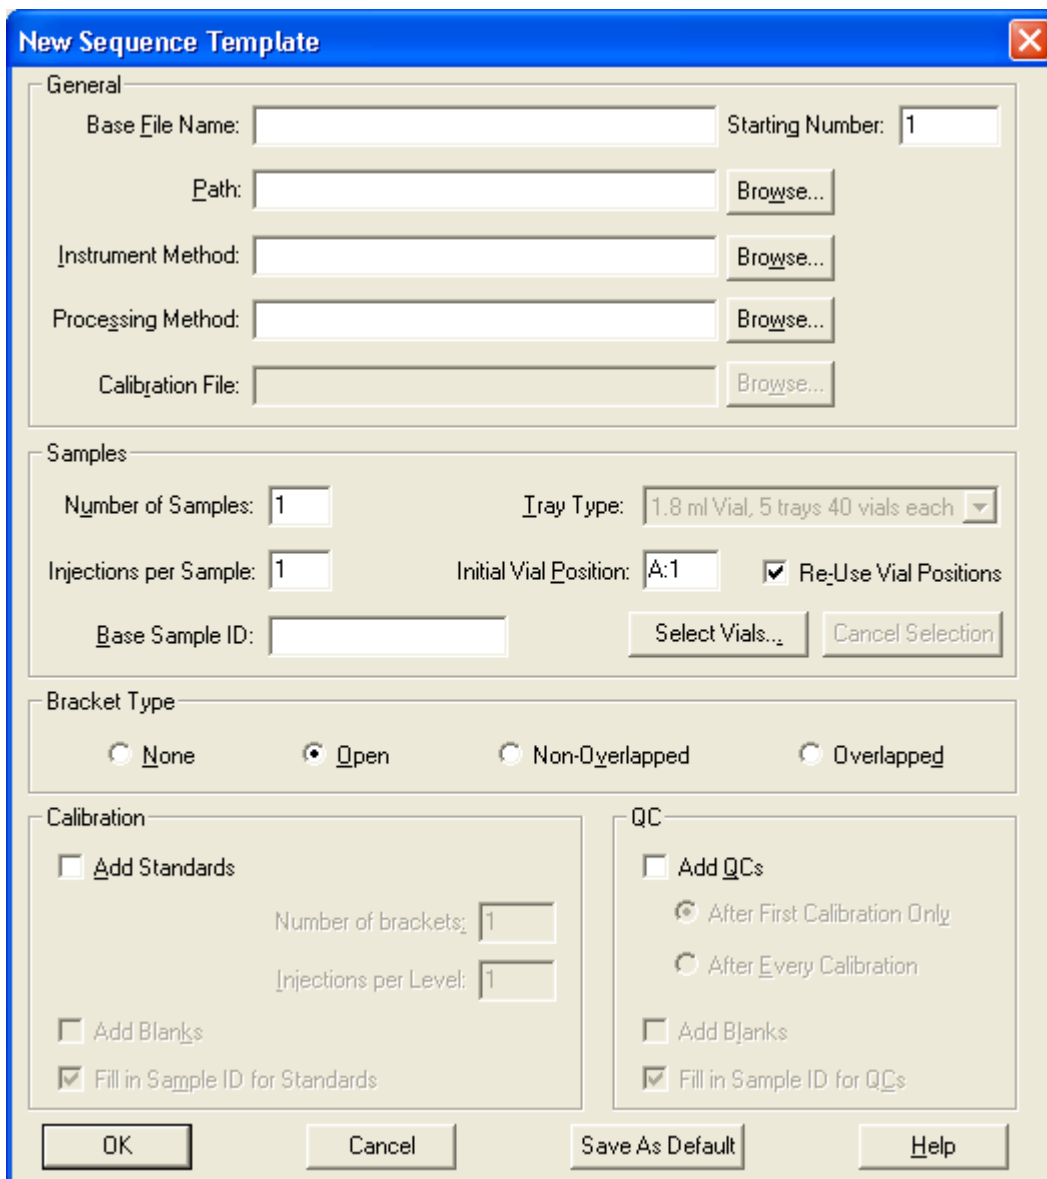 New Sequence Template
General
Base File Name: Starting Number: 1
Path: Browse...
Instrument Method: Browse...
Processing Method: Browse...
Calibration File: Browse...
Samples
Number of Samples: 1 Tray Type: 1.8 ml Vial, 5 trays 40 vials each
Injections per Sample: 1 Initial Vial Position: A:1 Re-Use Vial Positions
Base Sample ID: Select Vials... Cancel Selection
Bracket Type
None Open Non-Overlapped Overlapped
Calibration QC
Add Standards Add QCs
Number of brackets: 1 After First Calibration Only
Injections per Level: 1 After Every Calibration
Add Blanks Add Blanks
Fill in Sample ID for Standards Fill in Sample ID for QCs
OK Cancel Save As Default Help